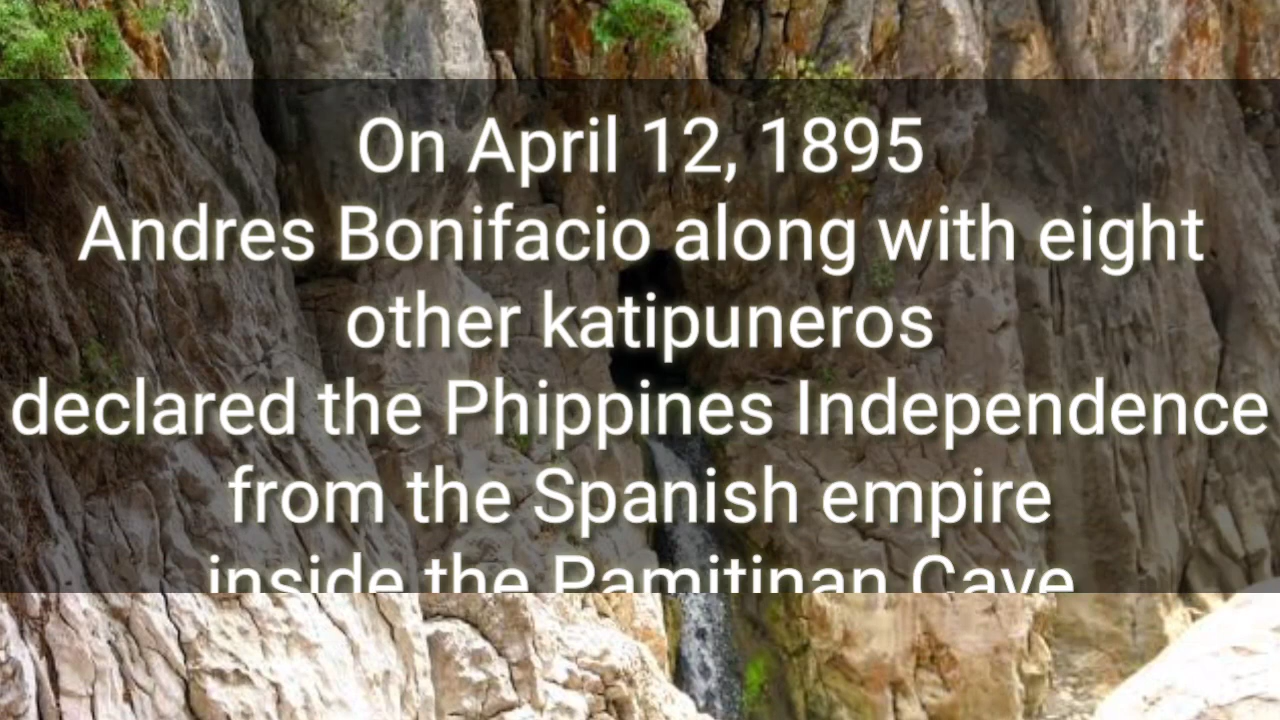 On April 12, 1895
Andres Bonifacio along with eight
other katipuneros
declared the Phippines Independence
from the Spanish empire
inside the Pamitinan Cave